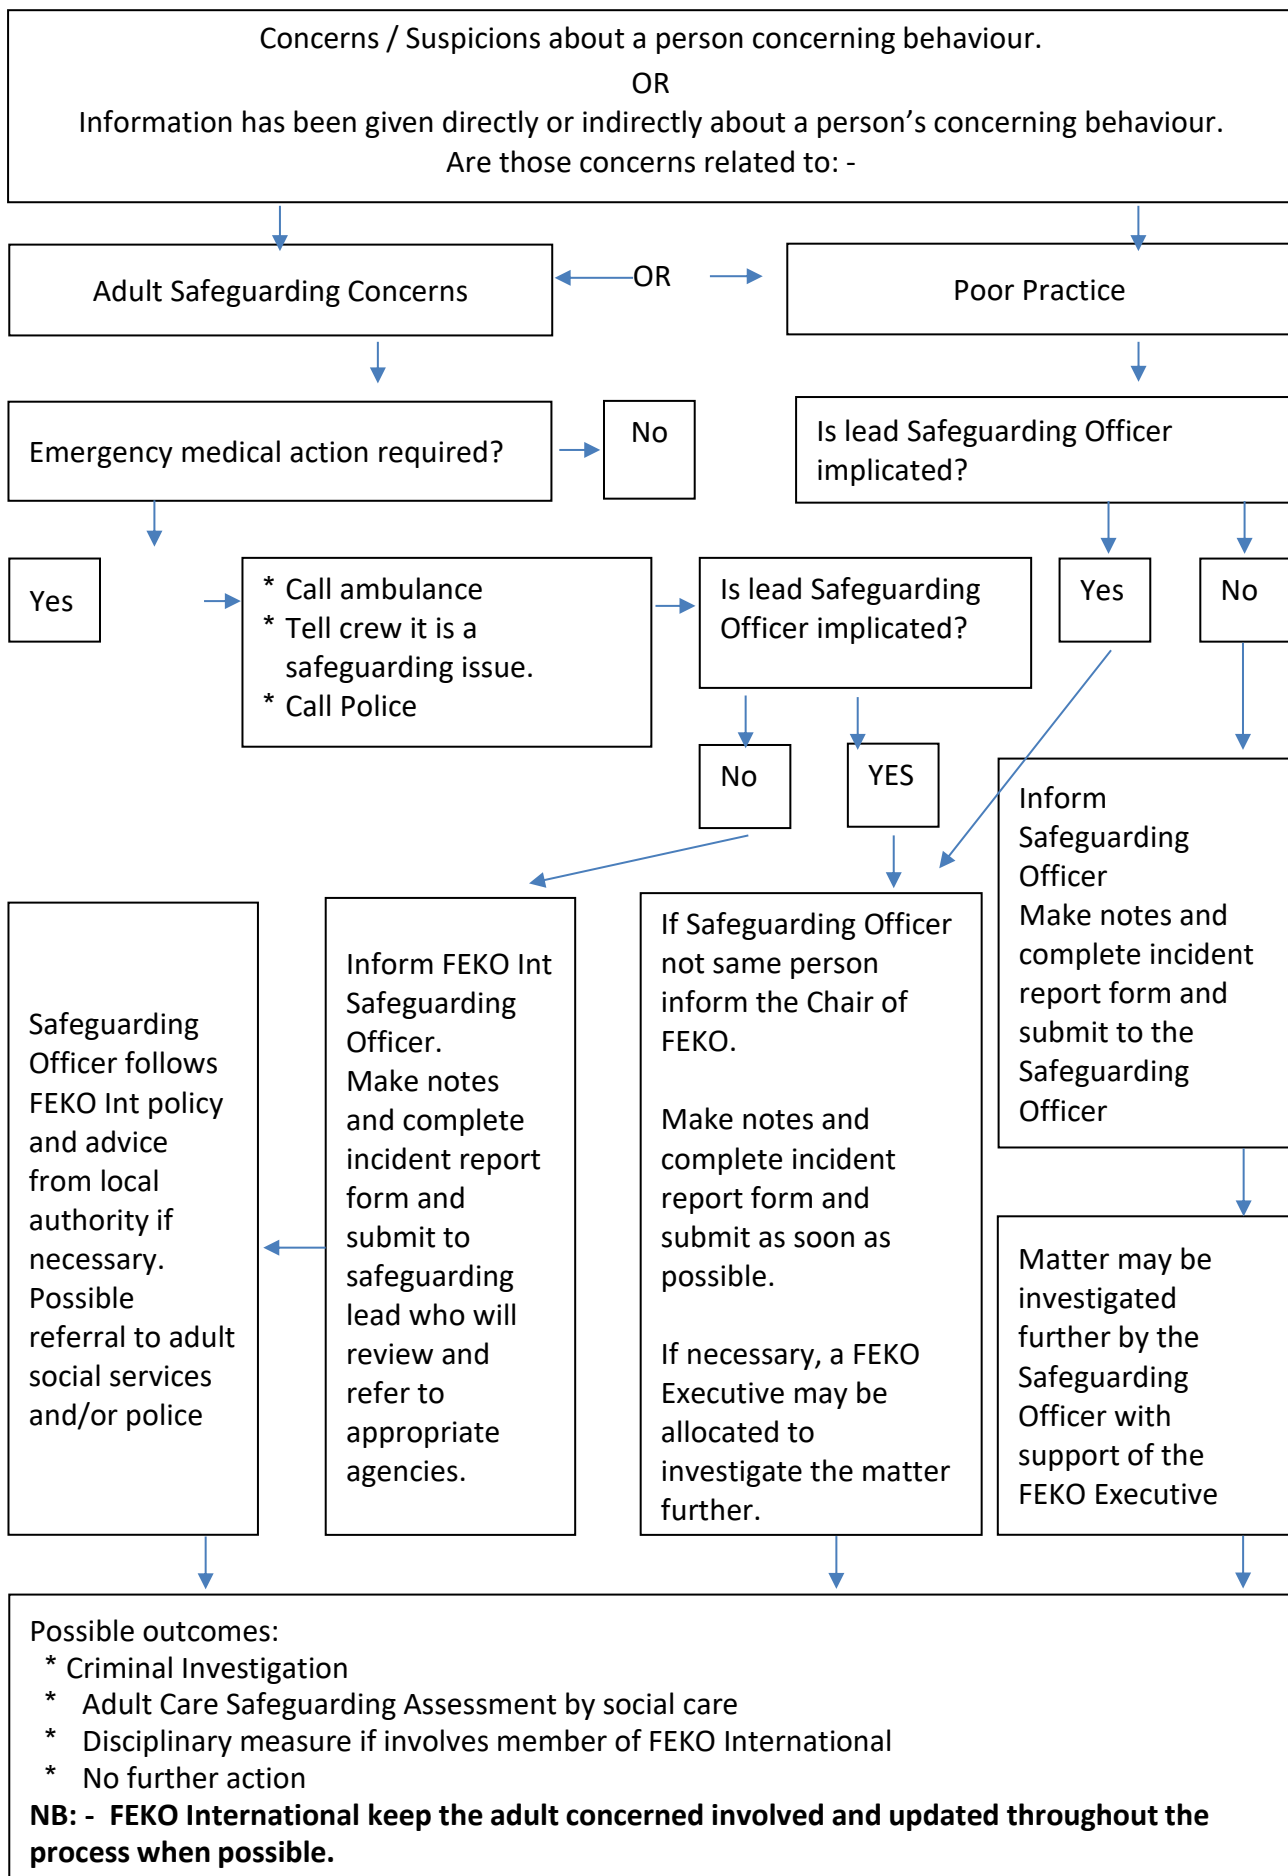 Concerns / Suspicions about a person concerning behaviour.
OR
Information has been given directly or indirectly about a person’s concerning behaviour.
Are those concerns related to: -
Adult Safeguarding Concerns
OR
Poor Practice
Emergency medical action required?
No
Is lead Safeguarding Officer
implicated?
Yes
* Call ambulance
* Tell crew it is a
safeguarding issue.
* Call Police
Is lead Safeguarding
Officer implicated?
Yes
No
No
YES
Safeguarding
Officer follows
FEKO Int policy
and advice
from local
authority if
necessary.
Possible
referral to adult
social services
and/or police
Inform FEKO Int
Safeguarding
Officer.
Make notes
and complete
incident report
form and
submit to
safeguarding
lead who will
review and
refer to
appropriate
agencies.
If Safeguarding Officer
not same person
inform the Chair of
FEKO.
Make notes and
complete incident
report form and
submit as soon as
possible.
If necessary, a FEKO
Executive may be
allocated to
investigate the matter
further.
Inform
Safeguarding
Officer
Make notes and
complete incident
report form and
submit to the
Safeguarding
Officer
Matter may be
investigated
further by the
Safeguarding
Officer with
support of the
FEKO Executive
Possible outcomes:
* Criminal Investigation
* Adult Care Safeguarding Assessment by social care
* Disciplinary measure if involves member of FEKO International
* No further action
NB: - FEKO International keep the adult concerned involved and updated throughout the
process when possible.